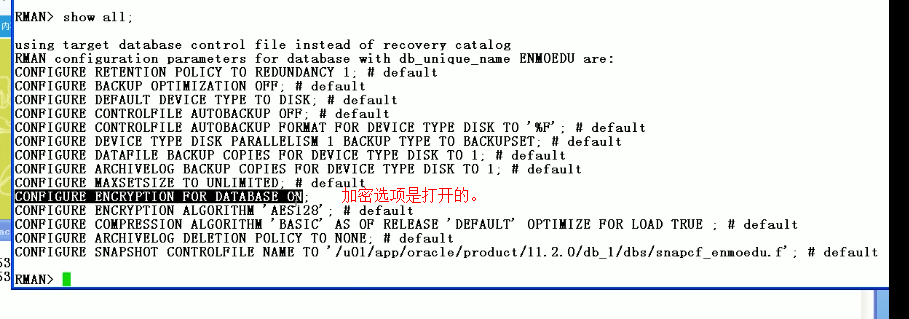 RMAN> show all;
using target database control file instead of recovery catalog
RMAN configuration parameters for database with db_unique_name ENMOEDU are:
CONFIGURE RETENTION POLICY TO REDUNDANCY 1; # default
CONFIGURE BACKUP OPTIMIZATION OFF; # default
CONFIGURE DEFAULT DEVICE TYPE TO DISK; # default
CONFIGURE CONTROLFILE AUTOBACKUP OFF; # default
CONFIGURE CONTROLFILE AUTOBACKUP FORMAT FOR DEVICE TYPE DISK TO '%F'; # default
CONFIGURE DEVICE TYPE DISK PARALLELISM 1 BACKUP TYPE TO BACKUPSET; # default
CONFIGURE DATAFILE BACKUP COPIES FOR DEVICE TYPE DISK TO 1; # default
CONFIGURE ARCHIVELOG BACKUP COPIES FOR DEVICE TYPE DISK TO 1; # default
CONFIGURE MAXSETSIZE TO UNLIMITED; # default
CONFIGURE ENCRYPTION FOR DATABASE ON; 加密选项是打开的。
CONFIGURE ENCRYPTION ALGORITHM 'AES128'; # default
CONFIGURE COMPRESSION ALGORITHM 'BASIC' AS OF RELEASE 'DEFAULT' OPTIMIZE FOR LOAD TRUE ; # default
CONFIGURE ARCHIVELOG DELETION POLICY TO NONE; # default
CONFIGURE SNAPSHOT CONTROLFILE NAME TO '/u01/app/oracle/product/11.2.0/db_1/dbs/snapcf_enmoedu.f'; # default
RMAN>